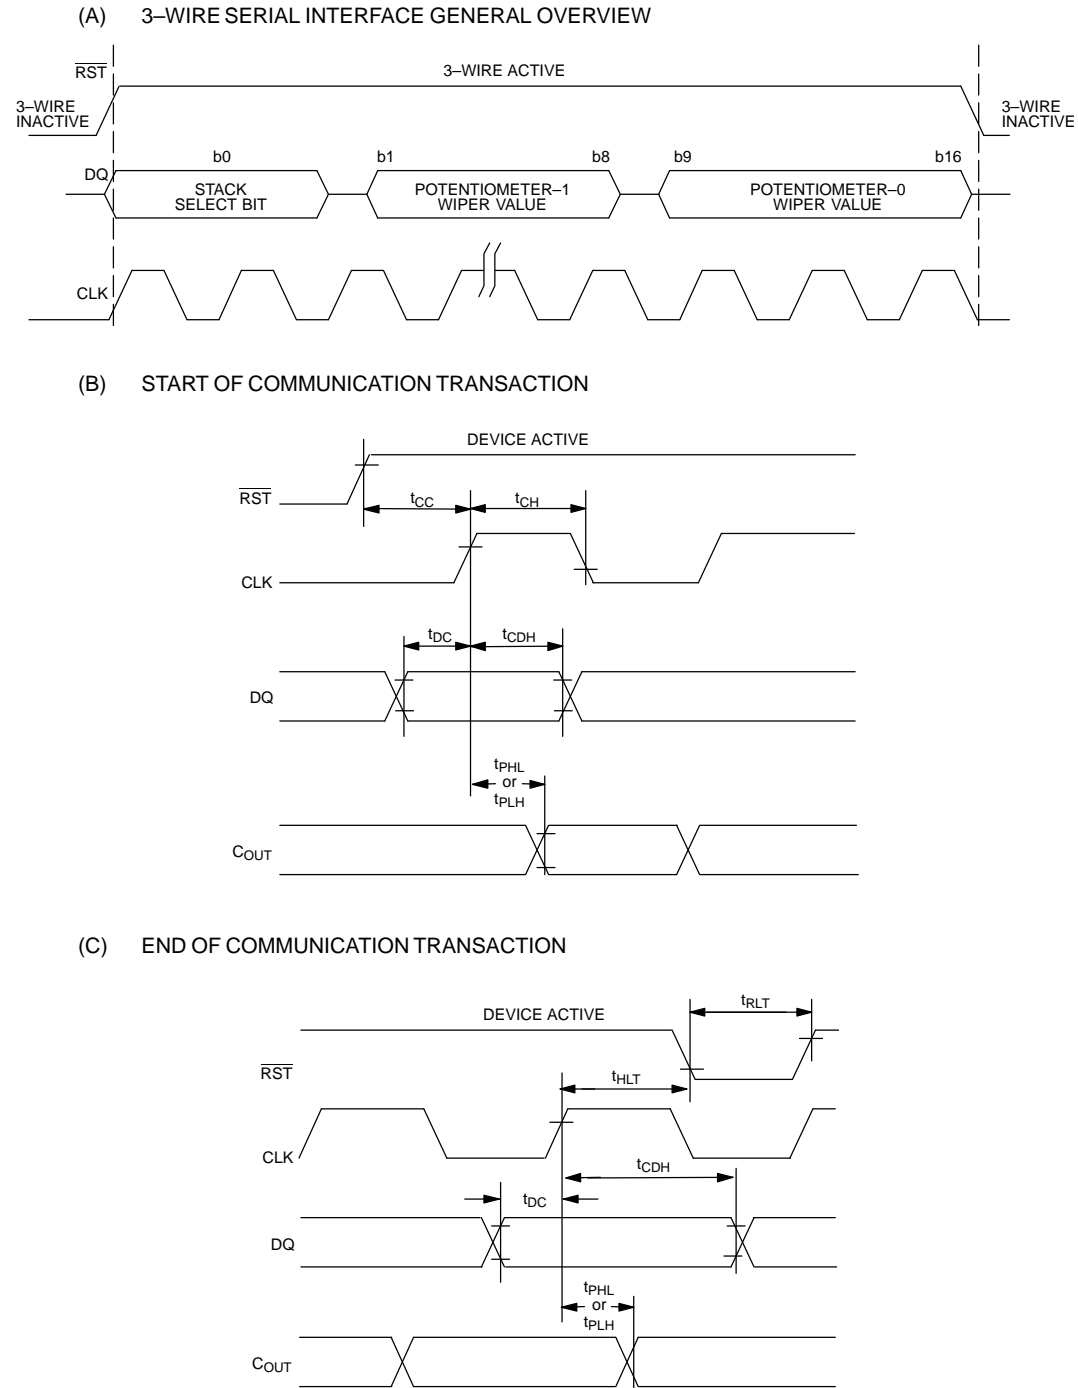 (A) 3–WIRE SERIAL INTERFACE GENERAL OVERVIEW
RST
3–WIRE ACTIVE
3–WIRE
INACTIVE
3–WIRE
INACTIVE
b0 b1 b8 b9 b16
DQ
STACK
SELECT BIT
POTENTIOMETER–1
WIPER VALUE
POTENTIOMETER–0
WIPER VALUE
CLK
(B) START OF COMMUNICATION TRANSACTION
DEVICE ACTIVE
RST
tCC tCH
CLK
tDC tCDH
DQ
tPHL
or
tPLH
COUT
(C) END OF COMMUNICATION TRANSACTION
tRLT
DEVICE ACTIVE
RST
tHLT
CLK
tCDH
tDC
DQ
tPHL
or
tPLH
COUT